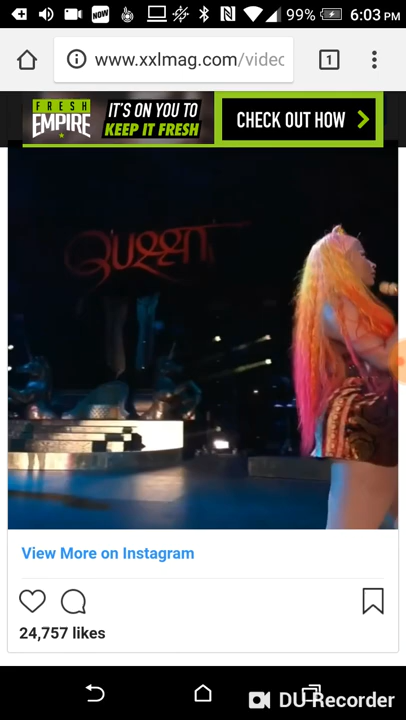 NOW
99% 6:03 PM
www.xxlmag.com/videc
1
FRESH
EMPIRE
IT'S ON YOU TO
KEEP IT FRESH
CHECK OUT HOW
QUEEN
View More on Instagram
24,757 likes
DU Recorder